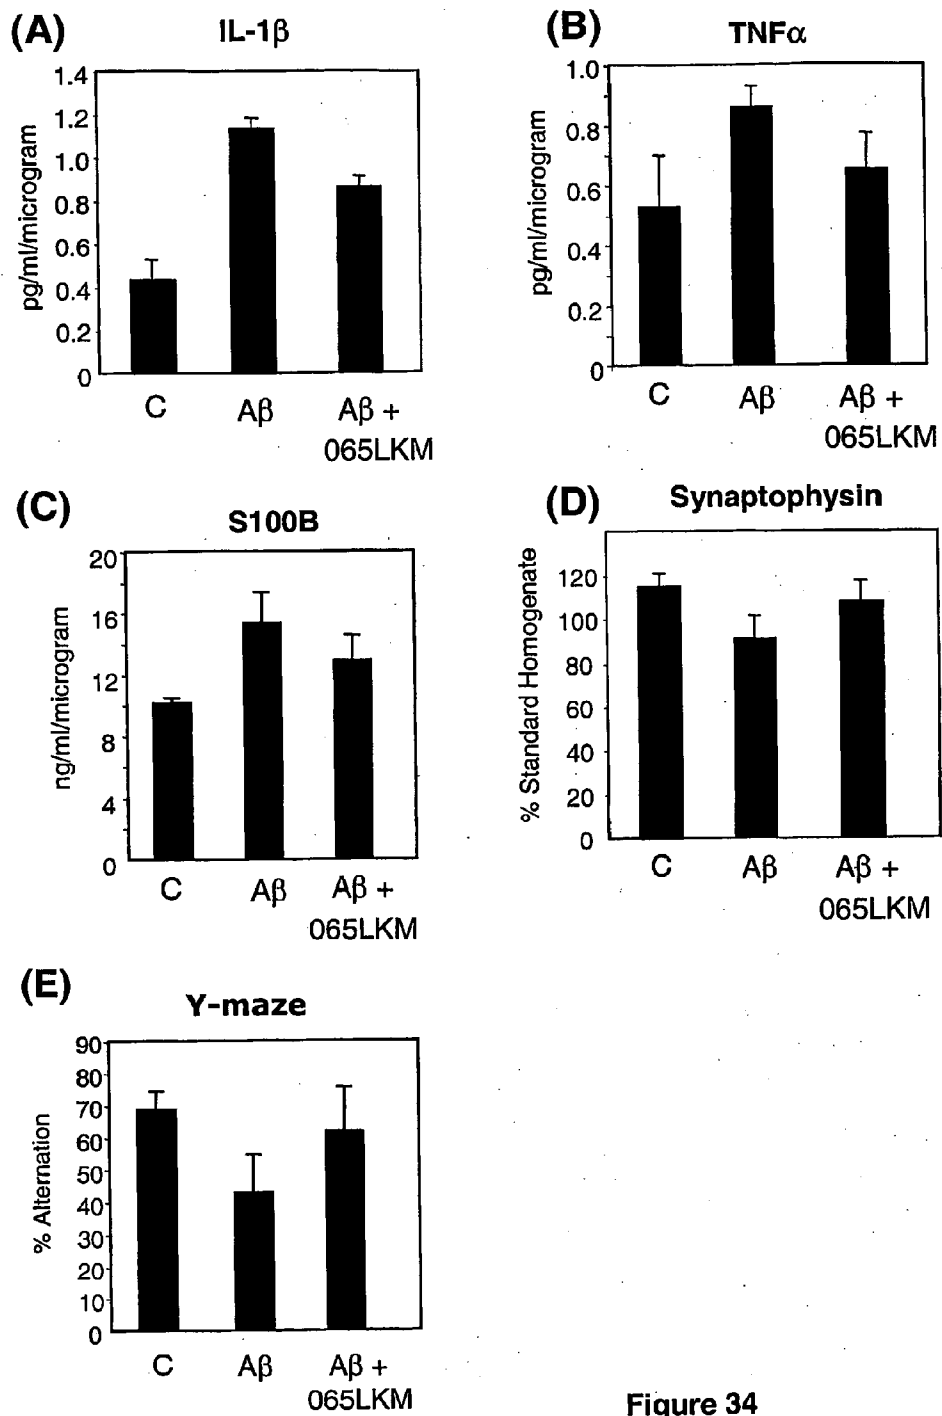 (A)
IL-1β
pg/ml/microgram
1.4
1.2
1.0
0.8
0.6
0.4
0.2
0
C
Aβ
Aβ +
065LKM
(B)
TNFα
pg/ml/microgram
1.0
0.8
0.6
0.4
0.2
0
C
Aβ
Aβ +
065LKM
(C)
S100B
ng/ml/microgram
20
16
12
8
4
0
C
Aβ
Aβ +
065LKM
(D)
Synaptophysin
% Standard Homogenate
120
100
80
60
40
20
0
C
Aβ
Aβ +
065LKM
(E)
Y-maze
% Alternation
90
80
70
60
50
40
30
20
10
0
C
Aβ
Aβ +
065LKM
Figure 34